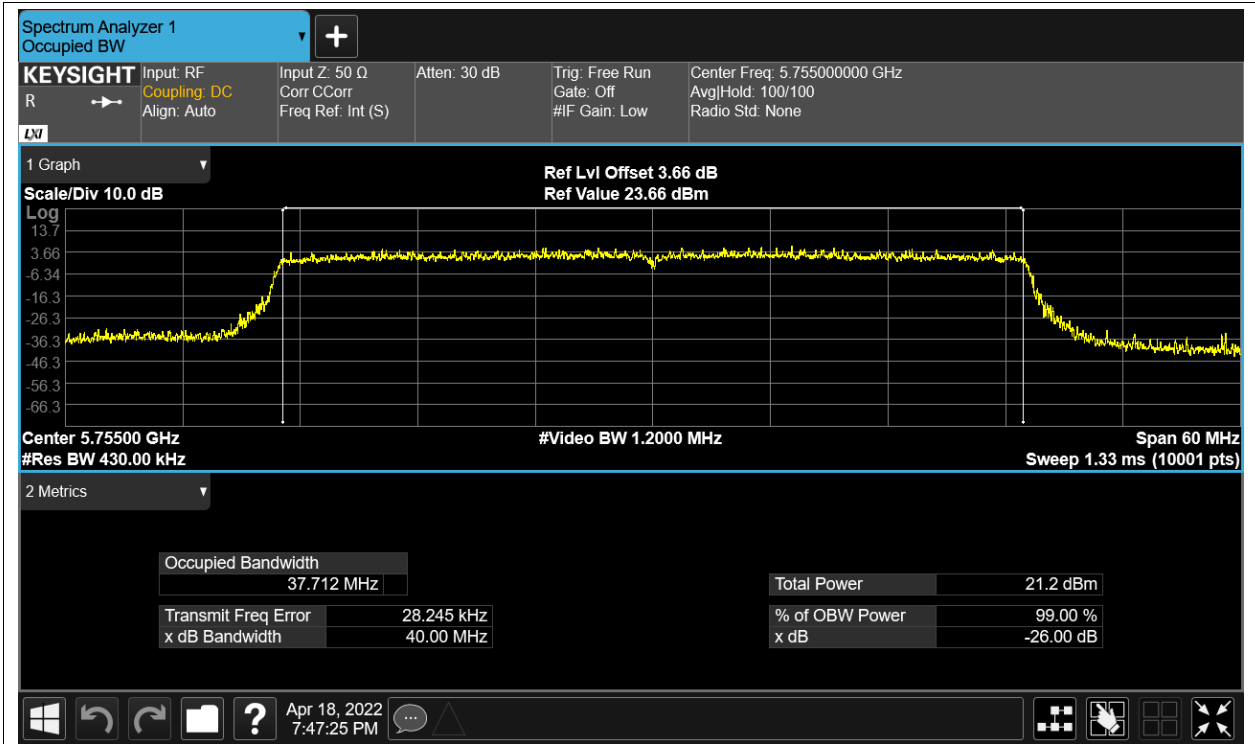 Spectrum Analyzer 1
Occupied BW
KEYSIGHT
R
LXI
Input: RF
Coupling: DC
Align: Auto
Input Z: 50 Ω
Corr CCorr
Freq Ref: Int (S)
Atten: 30 dB
Trig: Free Run
Gate: Off
#IF Gain: Low
Center Freq: 5.755000000 GHz
Avg|Hold: 100/100
Radio Std: None
1 Graph
Scale/Div 10.0 dB
Ref Lvl Offset 3.66 dB
Ref Value 23.66 dBm
Log
13.7
3.66
-6.34
-16.3
-26.3
-36.3
-46.3
-56.3
-66.3
Center 5.75500 GHz
#Video BW 1.2000 MHz
Span 60 MHz
#Res BW 430.00 kHz
Sweep 1.33 ms (10001 pts)
2 Metrics
Occupied Bandwidth
37.712 MHz
Total Power 21.2 dBm
Transmit Freq Error 28.245 kHz
% of OBW Power 99.00 %
x dB Bandwidth 40.00 MHz
x dB -26.00 dB
?
Apr 18, 2022
7:47:25 PM